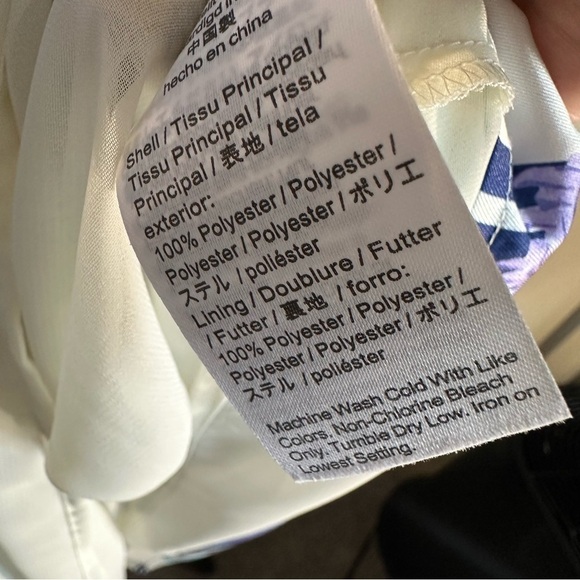 中国製
hecho en china
Shell / Tissu Principal /
Tissu Principal / Tissu
Principal / 表地 / tela
exterior:
100% Polyester / Polyester /
Polyester / Polyester / ポリエ
ステル / poliéster
Lining / Doublure / Futter
/ Futter / 裏地 / forro:
100% Polyester / Polyester /
Polyester / Polyester / ポリエ
ステル / poliéster
Machine Wash Cold With Like
Colors. Non-Chlorine Bleach
Only. Tumble Dry Low. Iron on
Lowest Setting.